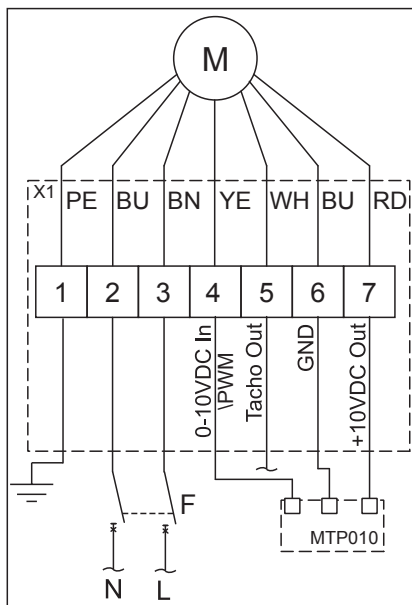 M
X1 PE BU BN YE WH BU RD
1 2 3 4 5 6 7
0-10VDC In
\PWM
Tacho Out
GND
+10VDC Out
F
MTP010
N L